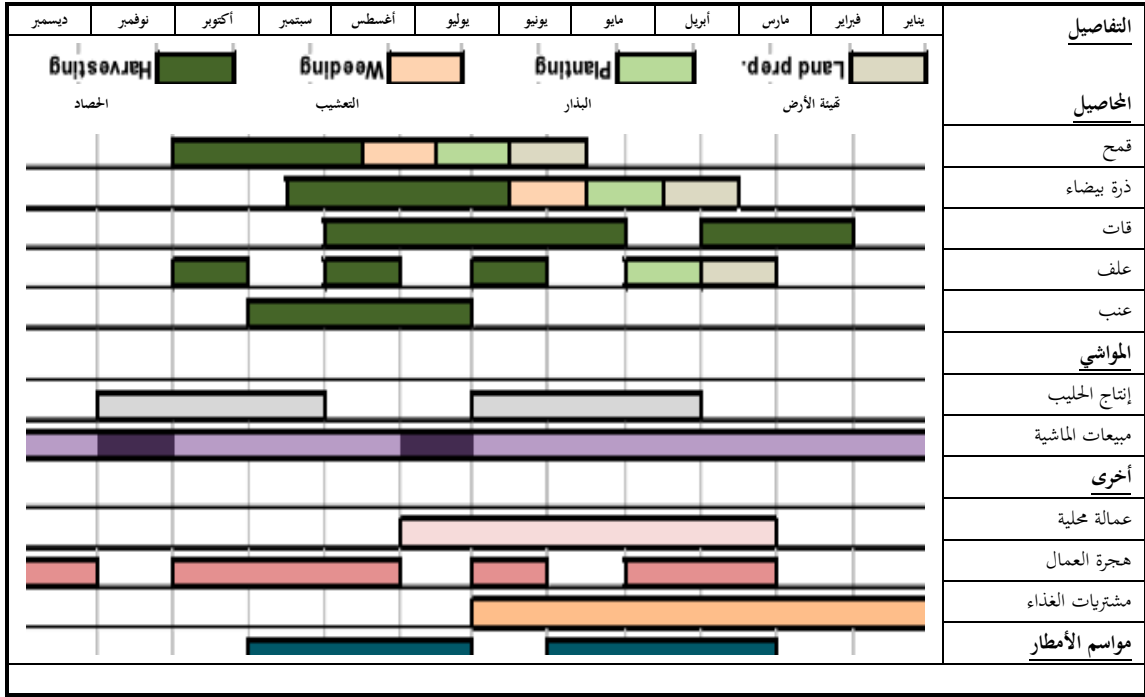 التفاصيل يناير فبراير مارس أبريل مايو يونيو يوليو أغسطس سبتمبر أكتوبر نوفمبر ديسمبر
Land prep. Planting Weeding Harvesting
المحاصيل تهيئة الأرض البذار التعشيب الحصاد
قمح
ذرة بيضاء
قات
علف
عنب
المواشي
إنتاج الحليب
مبيعات الماشية
أخرى
عمالة محلية
هجرة العمال
مشتريات الغذاء
مواسم الأمطار